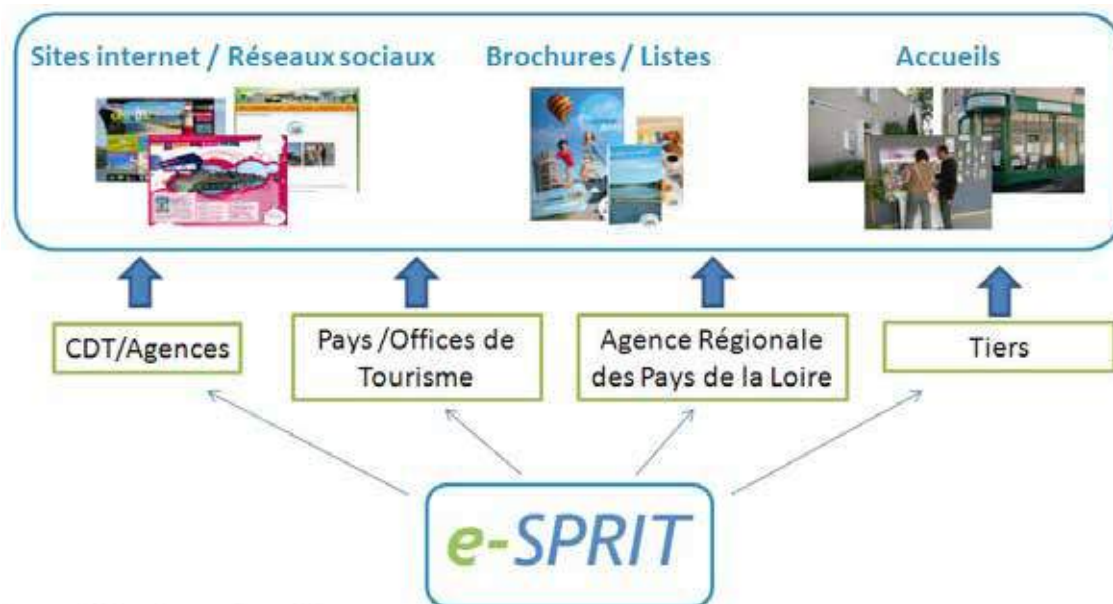 Sites internet / Réseaux sociaux
Brochures / Listes
Accueils
CDT/Agences
Pays /Offices de
Tourisme
Agence Régionale
des Pays de la Loire
Tiers
e-SPRIT